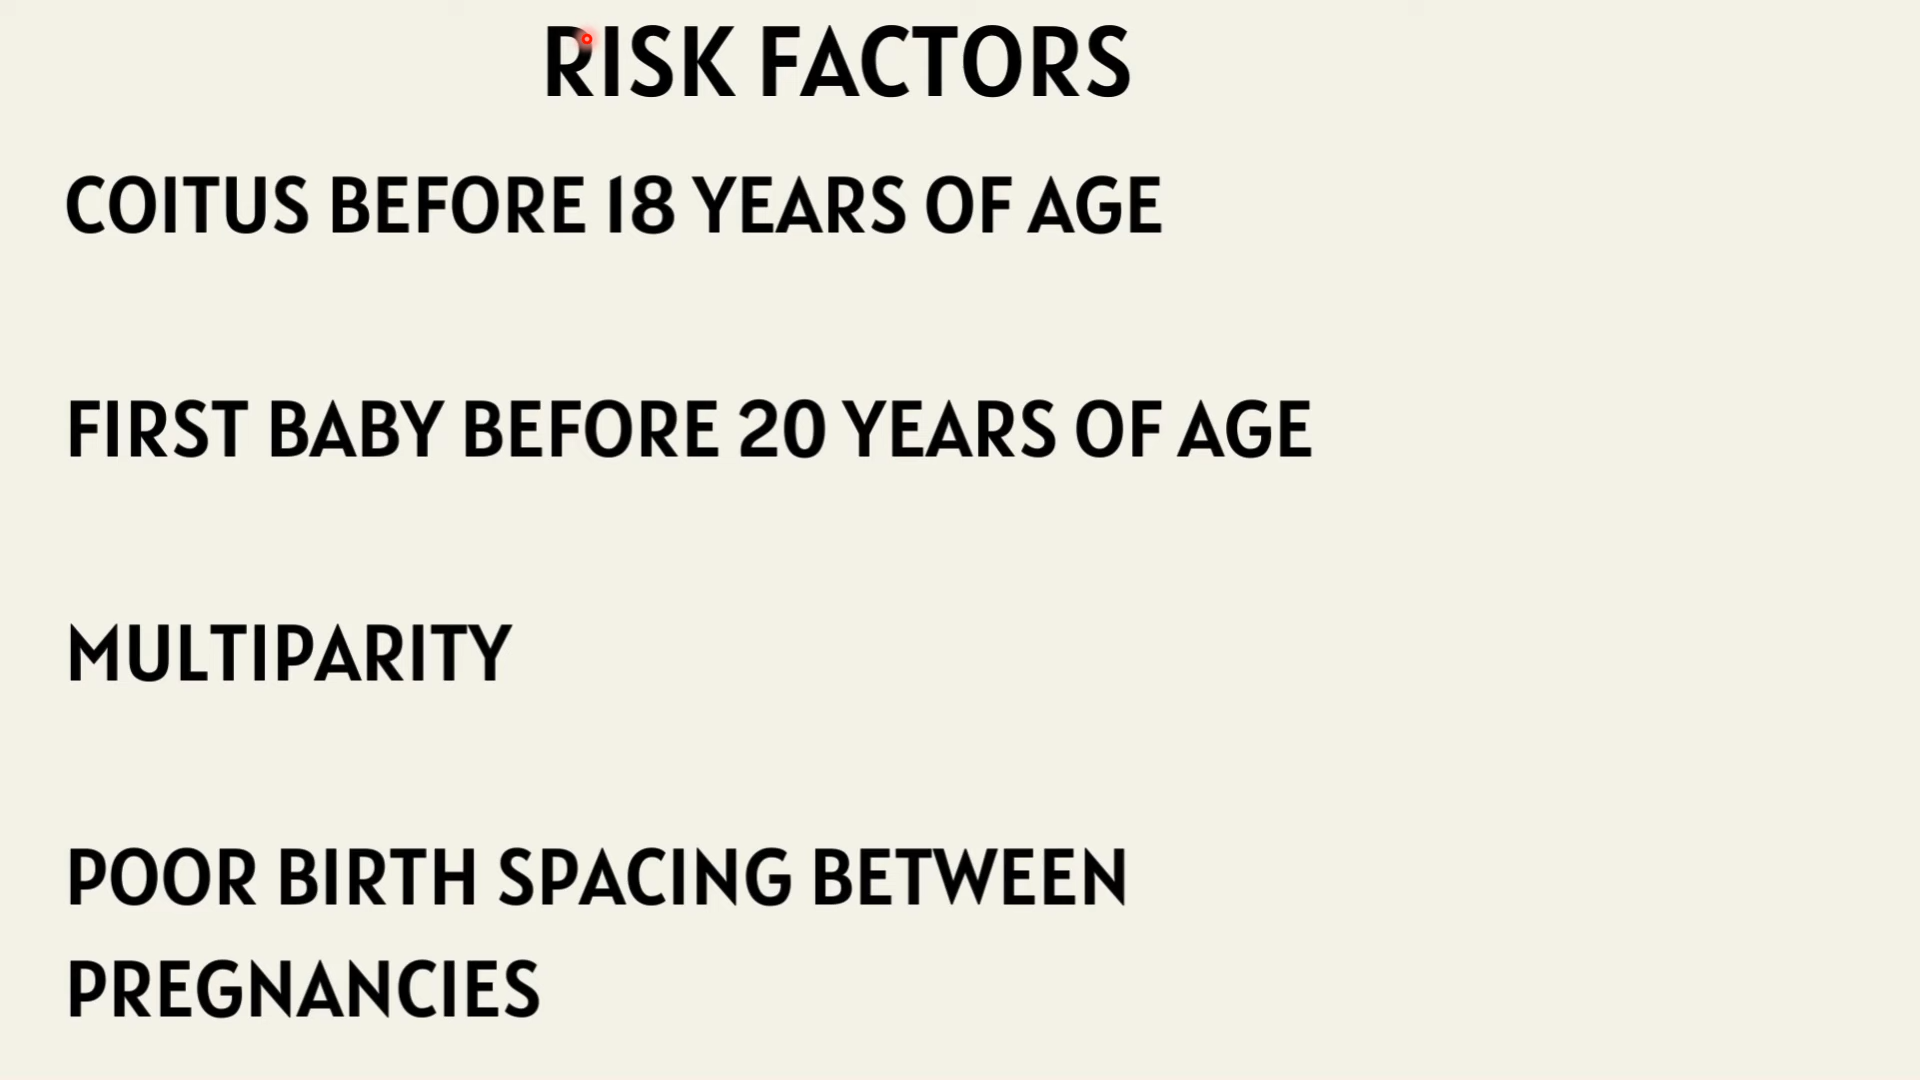 RISK FACTORS
COITUS BEFORE 18 YEARS OF AGE
FIRST BABY BEFORE 20 YEARS OF AGE
MULTIPARITY
POOR BIRTH SPACING BETWEEN
PREGNANCIES